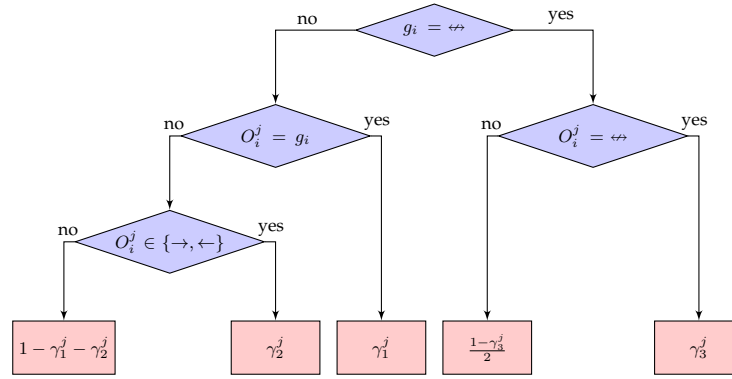 no
g_i = ↮
yes
no
O_i^j = g_i
yes
no
O_i^j = ↮
yes
no
O_i^j ∈ {→, ←}
yes
1 − γ_1^j − γ_2^j
γ_2^j
γ_1^j
(1−γ_3^j)/2
γ_3^j